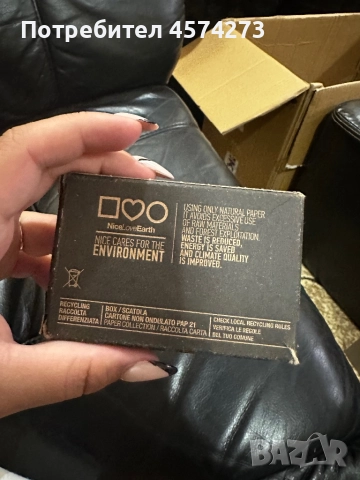 Потребител 4574273
NiceLoveEarth
NICE CARES FOR THE
ENVIRONMENT
USING ONLY NATURAL PAPER
IT AVOIDS EXCESSIVE USE
OF RAW MATERIALS
AND FOREST EXPLOITATION.
WASTE IS REDUCED,
ENERGY IS SAVED
AND CLIMATE QUALITY
IS IMPROVED.
RECYCLING
RACCOLTA
DIFFERENZIATA
BOX / SCATOLA
CARTONE NON ONDULATO PAP 21
PAPER COLLECTION / RACCOLTA CARTA
CHECK LOCAL RECYCLING RULES
VERIFICA LE REGOLE
DEL TUO COMUNE
BAZAR